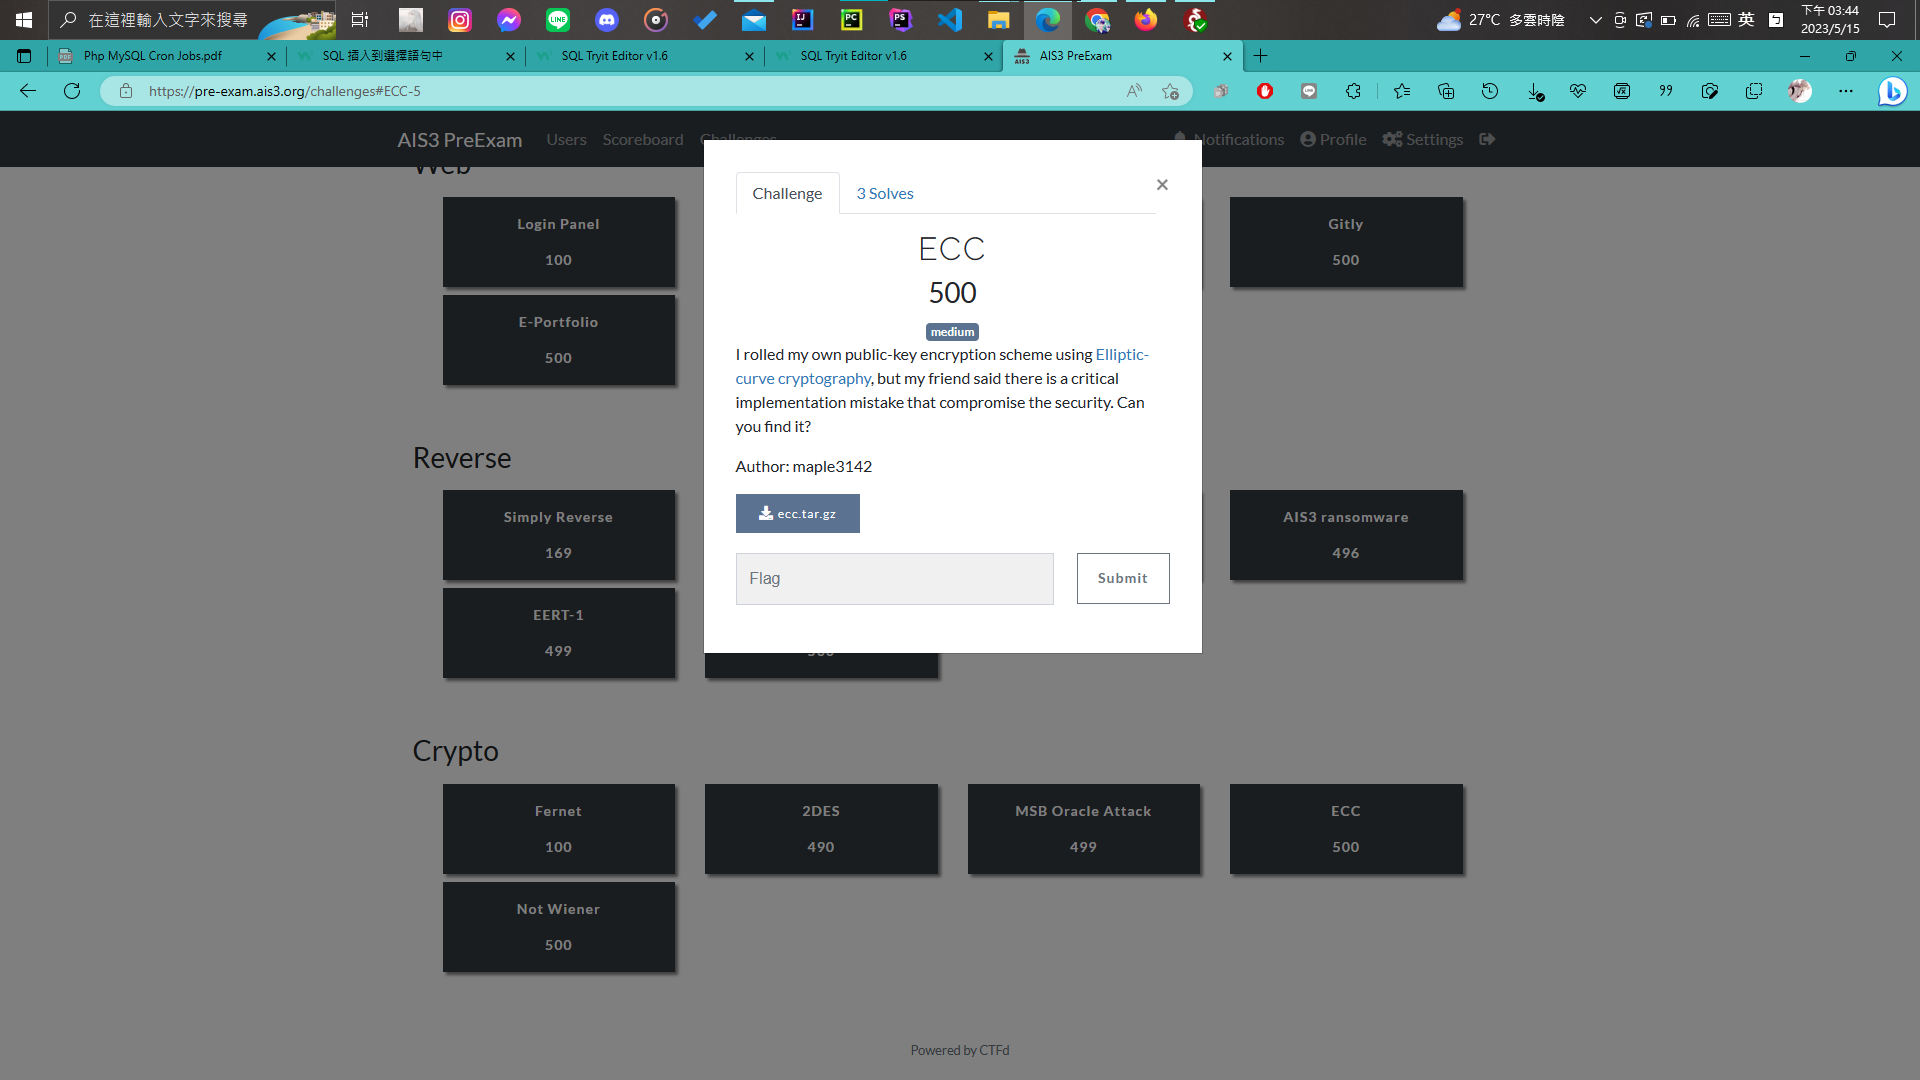 在這裡輸入文字來搜尋
27°C 多雲時陰
英
下午 03:44
2023/5/15
Php MySQL Cron Jobs.pdf
SQL 插入到選擇語句中
SQL Tryit Editor v1.6
SQL Tryit Editor v1.6
AIS3 PreExam
https://pre-exam.ais3.org/challenges#ECC-5
AIS3 PreExam
Users
Scoreboard
Challenges
Notifications
Profile
Settings
Web
Challenge
3 Solves
×
ECC
500
medium
I rolled my own public-key encryption scheme using Elliptic-
curve cryptography, but my friend said there is a critical
implementation mistake that compromise the security. Can
you find it?
Author: maple3142
ecc.tar.gz
Flag
Submit
Login Panel
100
Gitly
500
E-Portfolio
500
Reverse
Simply Reverse
169
AIS3 ransomware
496
EERT-1
499
500
Crypto
Fernet
100
2DES
490
MSB Oracle Attack
499
ECC
500
Not Wiener
500
Powered by CTFd